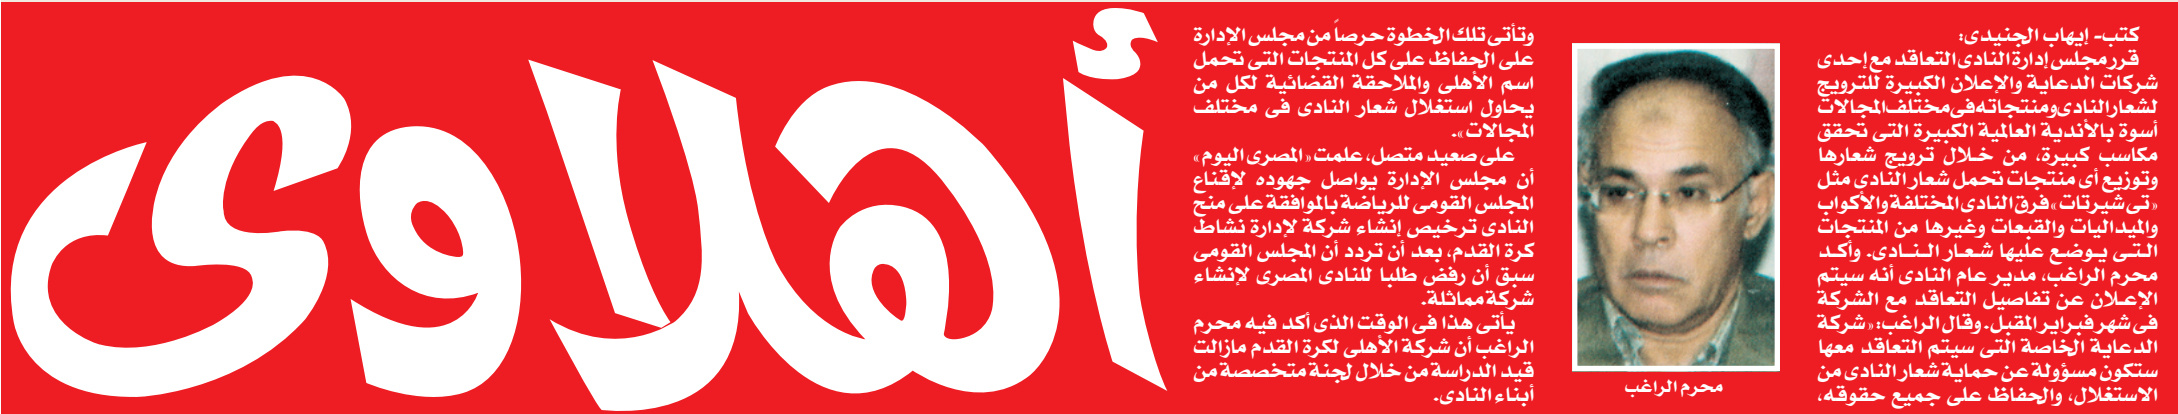 كتب- إيهاب الجنيدى:
قرر مجلس إدارة النادى التعاقد مع إحدى
شركات الدعاية والإعلان الكبيرة للترويج
لشعار النادى ومنتجاته فى مختلف المجالات
أسوة بالأندية العالمية الكبيرة التى تحقق
مكاسب كبيرة، من خلال ترويج شعارها
وتوزيع أى منتجات تحمل شعار النادى مثل
«تى شيرتات» فرق النادى المختلفة والأكواب
والميداليات والقبعات وغيرها من المنتجات
التى يوضع عليها شعار النادى. وأكد
محرم الراغب، مدير عام النادى أنه سيتم
الإعلان عن تفاصيل التعاقد مع الشركة
فى شهر فبراير المقبل. وقال الراغب: «شركة
الدعاية الخاصة التى سيتم التعاقد معها
ستكون مسؤولة عن حماية شعار النادى من
الاستغلال، والحفاظ على جميع حقوقه،
محرم الراغب
وتأتى تلك الخطوة حرصاً من مجلس الإدارة
على الحفاظ على كل المنتجات التى تحمل
اسم الأهلى والملاحقة القضائية لكل من
يحاول استغلال شعار النادى فى مختلف
المجالات».
على صعيد متصل، علمت «المصرى اليوم»
أن مجلس الإدارة يواصل جهوده لإقناع
المجلس القومى للرياضة بالموافقة على منح
النادى ترخيص إنشاء شركة لإدارة نشاط
كرة القدم، بعد أن تردد أن المجلس القومى
سبق أن رفض طلبا للنادى المصرى لإنشاء
شركة مماثلة.
يأتى هذا فى الوقت الذى أكد فيه محرم
الراغب أن شركة الأهلى لكرة القدم مازالت
قيد الدراسة من خلال لجنة متخصصة من
أبناء النادى.
أهلاوى